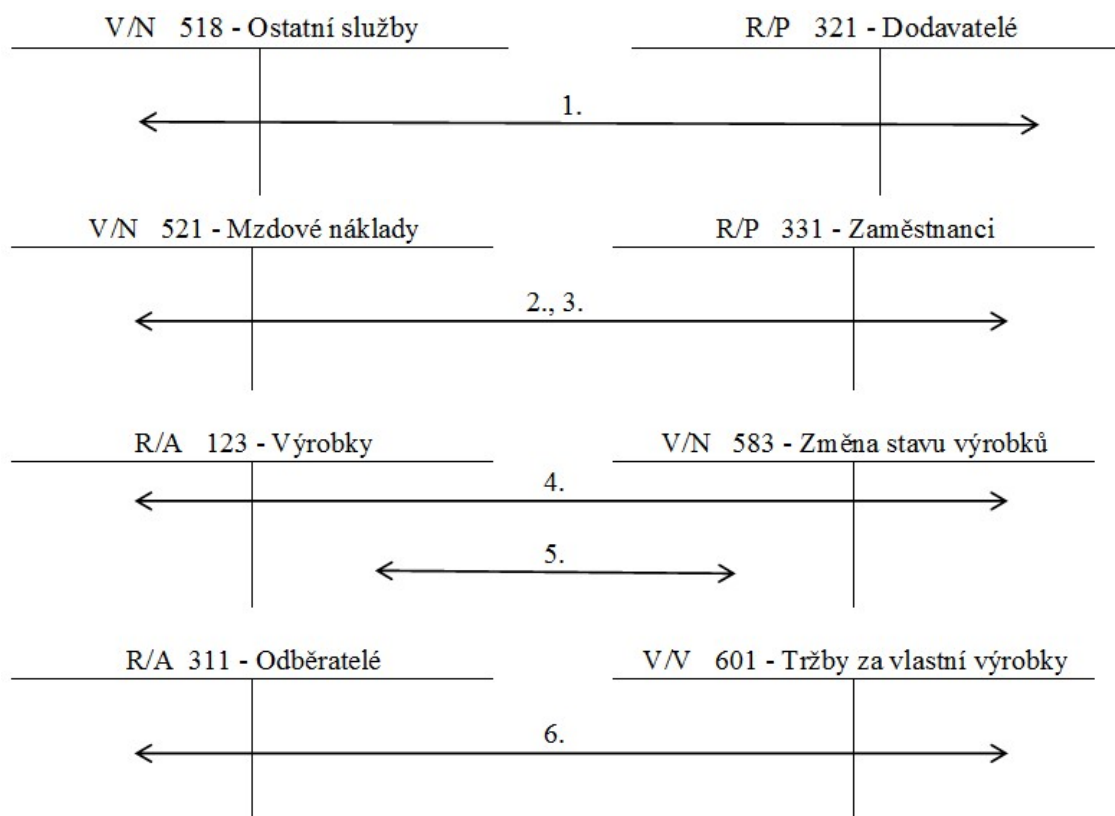 V/N 518 - Ostatní služby
R/P 321 - Dodavatelé
1.
V/N 521 - Mzdové náklady
R/P 331 - Zaměstnanci
2., 3.
R/A 123 - Výrobky
V/N 583 - Změna stavu výrobků
4.
5.
R/A 311 - Odběratelé
V/V 601 - Tržby za vlastní výrobky
6.